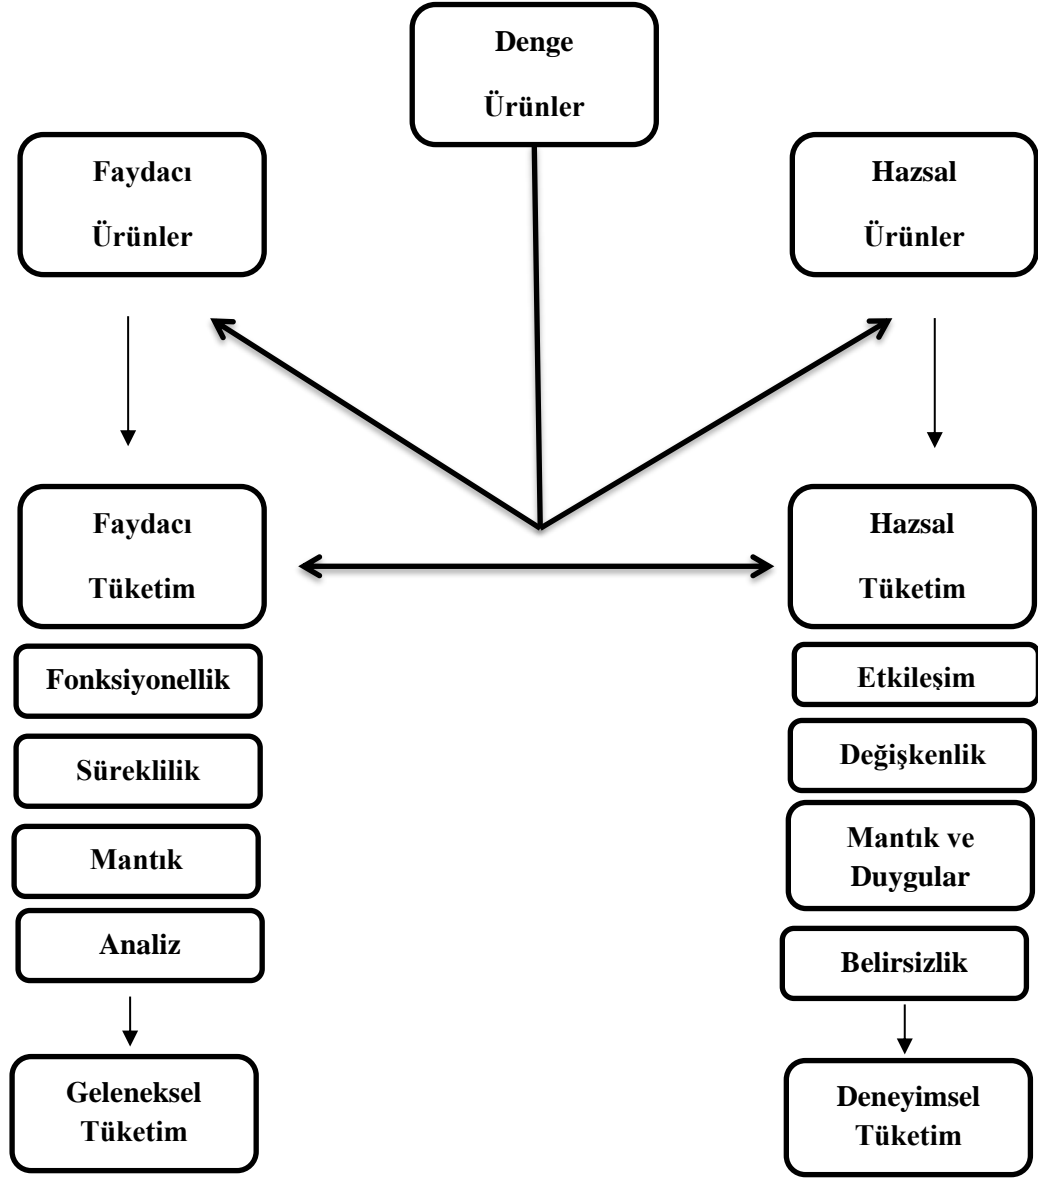 Denge
Ürünler
Faydacı
Ürünler
Hazsal
Ürünler
Faydacı
Tüketim
Hazsal
Tüketim
Fonksiyonellik
Etkileşim
Süreklilik
Değişkenlik
Mantık
Mantık ve
Duygular
Analiz
Belirsizlik
Geleneksel
Tüketim
Deneyimsel
Tüketim